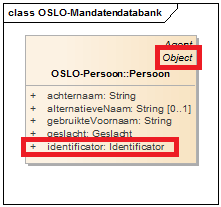 class OSLO-Mandatendatabank
Agent
Object
OSLO-Persoon::Persoon
+ achternaam: String
+ alternatieveNaam: String [0..1]
+ gebruikteVoornaam: String
+ geslacht: Geslacht
+ identificator: Identificator